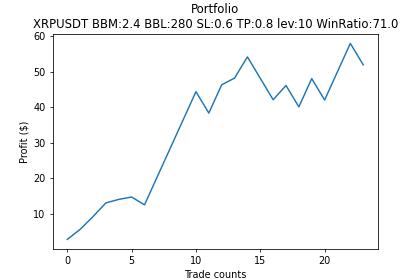 Portfolio
XRPUSDT BBM:2.4 BBL:280 SL:0.6 TP:0.8 lev:10 WinRatio:71.0
60
50
40
30
20
10
Profit ($)
0 5 10 15 20
Trade counts